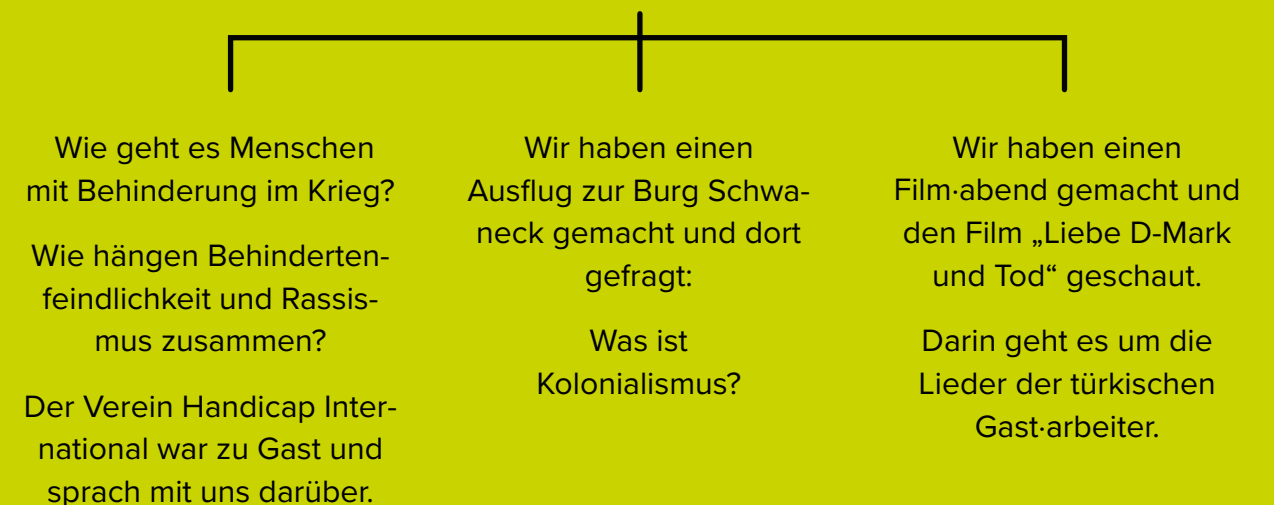 Wie geht es Menschen
mit Behinderung im Krieg?
Wie hängen Behinderten-
feindlichkeit und Rassis-
mus zusammen?
Der Verein Handicap Inter-
national war zu Gast und
sprach mit uns darüber.
Wir haben einen
Ausflug zur Burg Schwa-
neck gemacht und dort
gefragt:
Was ist
Kolonialismus?
Wir haben einen
Film·abend gemacht und
den Film „Liebe D-Mark
und Tod“ geschaut.
Darin geht es um die
Lieder der türkischen
Gast·arbeiter.